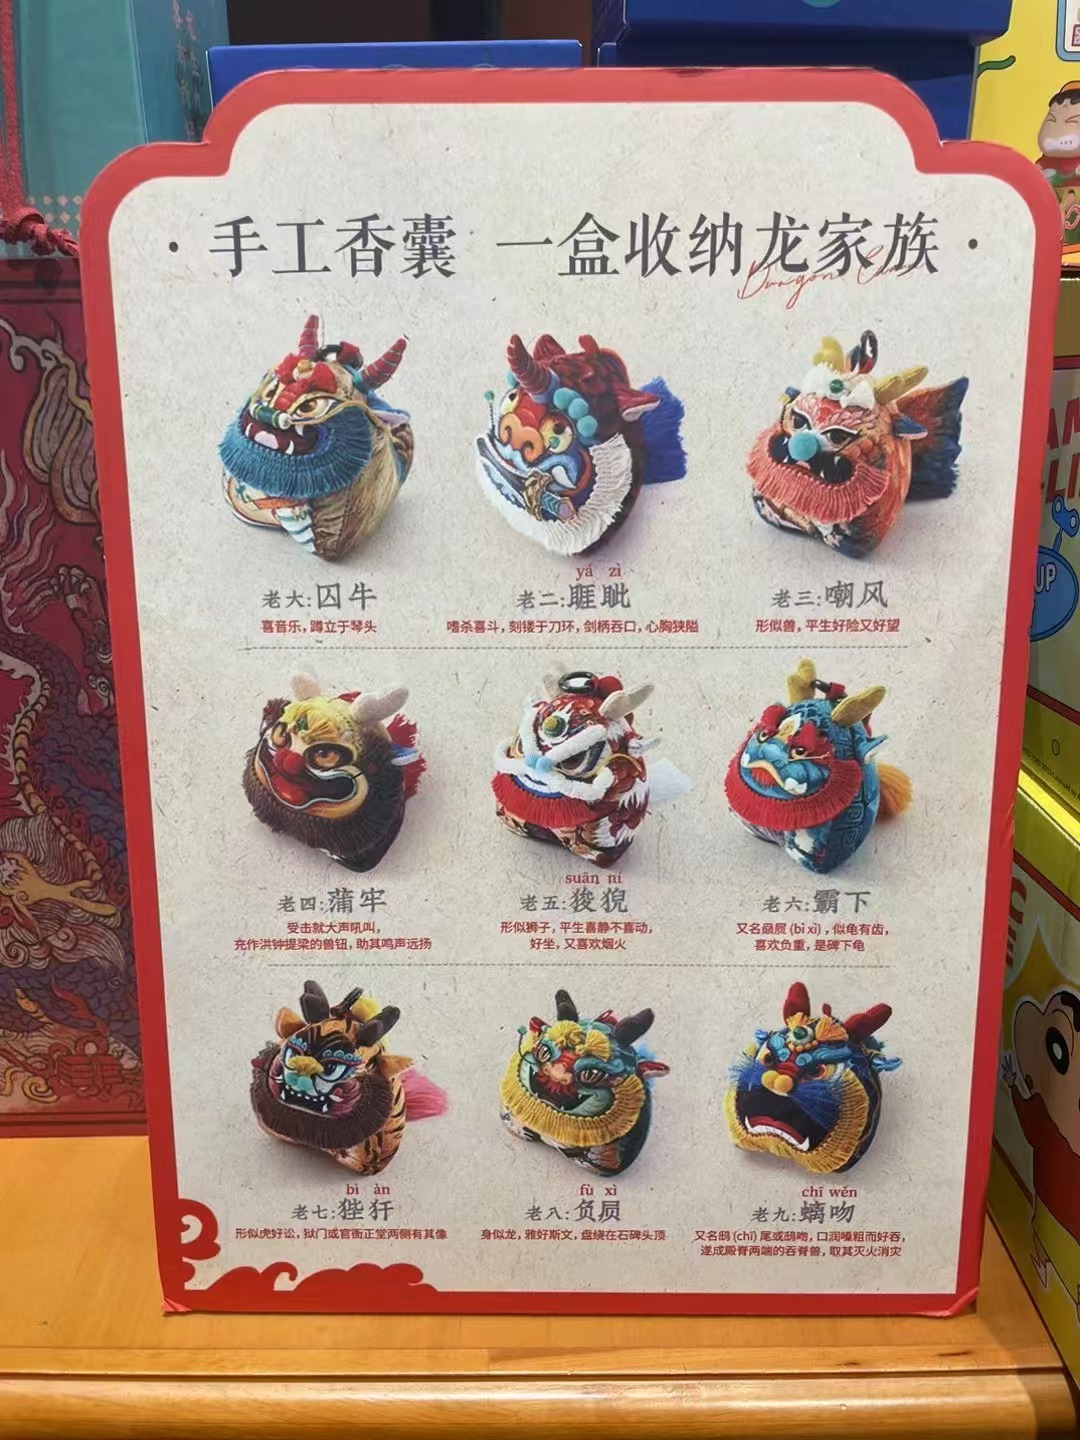 ·手工香囊 一盒收纳龙家族·
Dragon
老大:囚牛
喜音乐，蹲立于琴头
yá zì
老二:睚眦
嗜杀喜斗，刻镂于刀环，剑柄吞口，心胸狭隘
老三:嘲风
形似兽，平生好险又好望
老四:蒲牢
受击就大声吼叫，
充作洪钟提梁的兽钮，助其鸣声远扬
suān ní
老五:狻猊
形似狮子，平生喜静不喜动，
好坐，又喜欢烟火
老六:霸下
又名赑屃(bì xì)，似龟有齿，
喜欢负重，是碑下龟
bì àn
老七:狴犴
形似虎好讼，狱门或官衙正堂两侧有其像
fù xì
老八:负屃
身似龙，雅好斯文，盘绕在石碑头顶
chī wěn
老九:螭吻
又名鸱(chī)尾或鸱吻，口润嗓粗而好吞，
遂成殿脊两端的吞脊兽，取其灭火消灾
UP